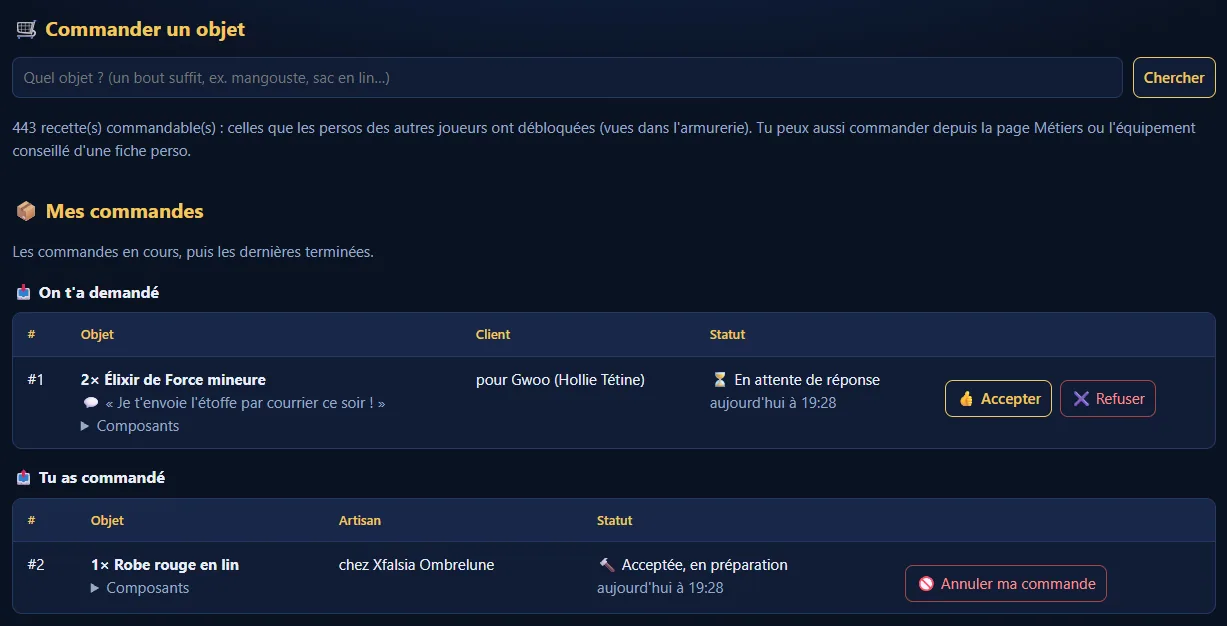 Commander un objet
Quel objet ? (un bout suffit, ex. mangouste, sac en lin...)
Chercher
443 recette(s) commandable(s) : celles que les persos des autres joueurs ont débloquées (vues dans l'armurerie). Tu peux aussi commander depuis la page Métiers ou l'équipement
conseillé d'une fiche perso.
Mes commandes
Les commandes en cours, puis les dernières terminées.
On t'a demandé
# Objet Client Statut
#1 2× Élixir de Force mineure pour Gwoo (Hollie Tétine) En attente de réponse
« Je t'envoie l'étoffe par courrier ce soir ! » aujourd'hui à 19:28 Accepter Refuser
Composants
Tu as commandé
# Objet Artisan Statut
#2 1× Robe rouge en lin chez Xfalsia Ombrelune Acceptée, en préparation
Composants aujourd'hui à 19:28 Annuler ma commande